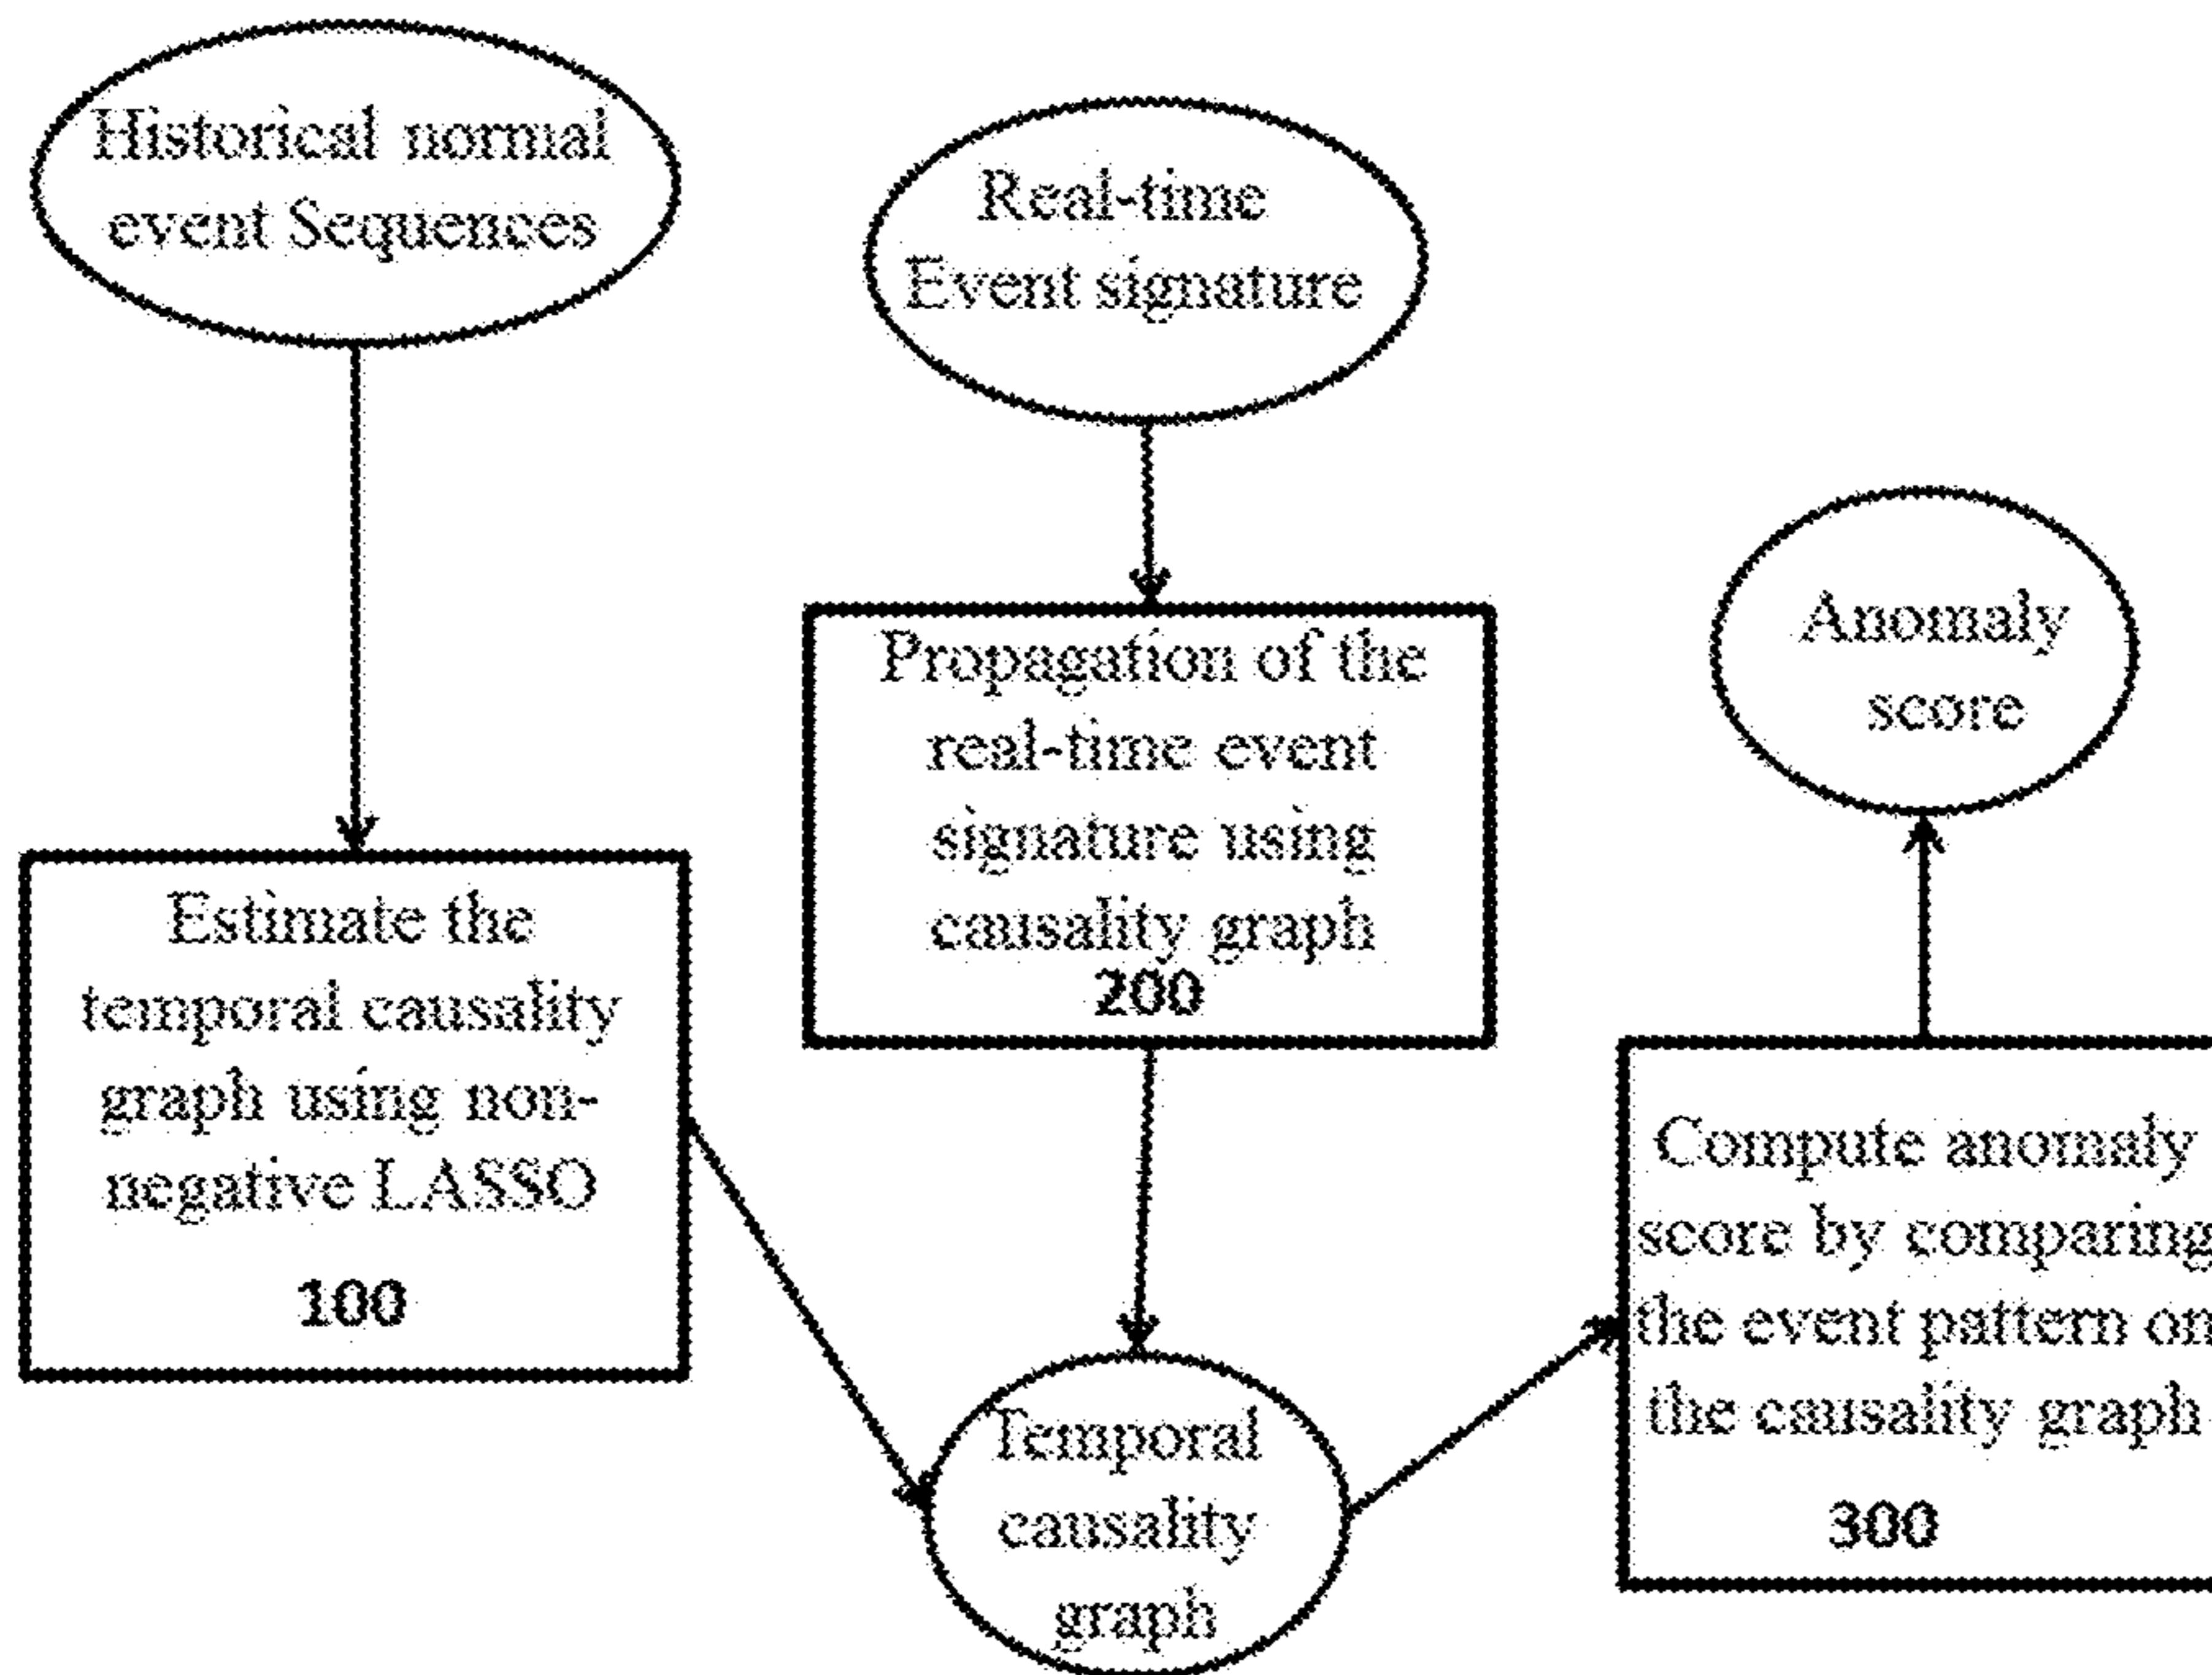 Historical normal
event Sequences
Real-time
Event signature
Propagation of the
real-time event
signature using
causality graph
200
Anomaly
score
Estimate the
temporal causality
graph using non-
negative LASSO
100
Compute anomaly
score by comparing
the event pattern on
the causality graph
300
Temporal
causality
graph